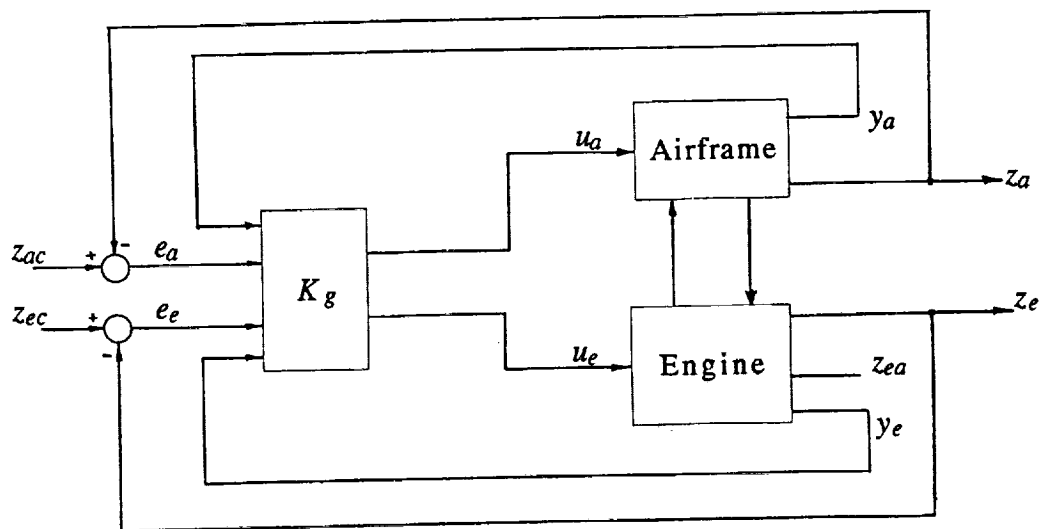 y_a
u_a
Airframe
z_a
+ -
z_ac
e_a
K_g
z_ec
+
e_e
-
z_e
u_e
Engine
z_ea
y_e